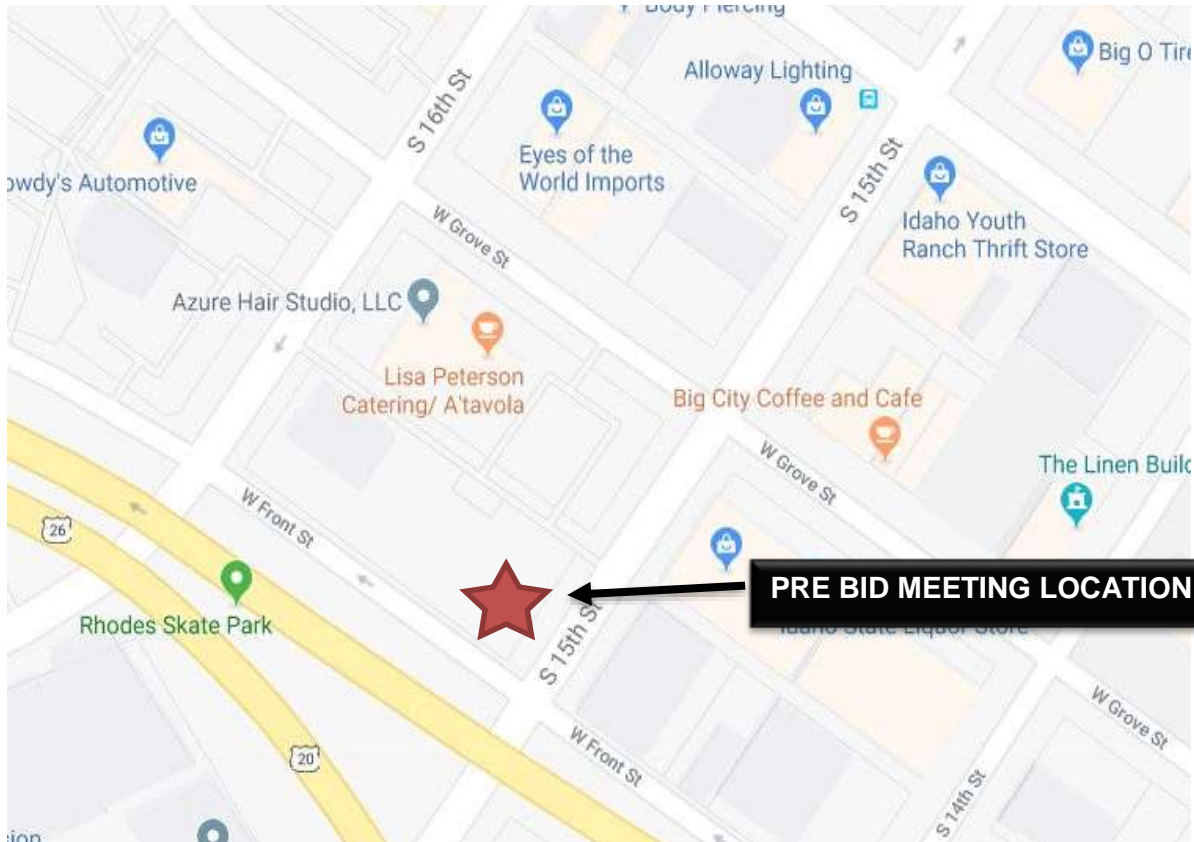 Body Piercing
Big O Tire
Alloway Lighting
S 16th St
Eyes of the
World Imports
owdy's Automotive
S 15th St
Idaho Youth
Ranch Thrift Store
W Grove St
Azure Hair Studio, LLC
Lisa Peterson
Catering/ A'tavola
Big City Coffee and Cafe
W Grove St
The Linen Build
W Front St
26
PRE BID MEETING LOCATION
Rhodes Skate Park
Idaho State Liquor Store
S 15th St
W Grove St
W Front St
20
S 14th St
sion